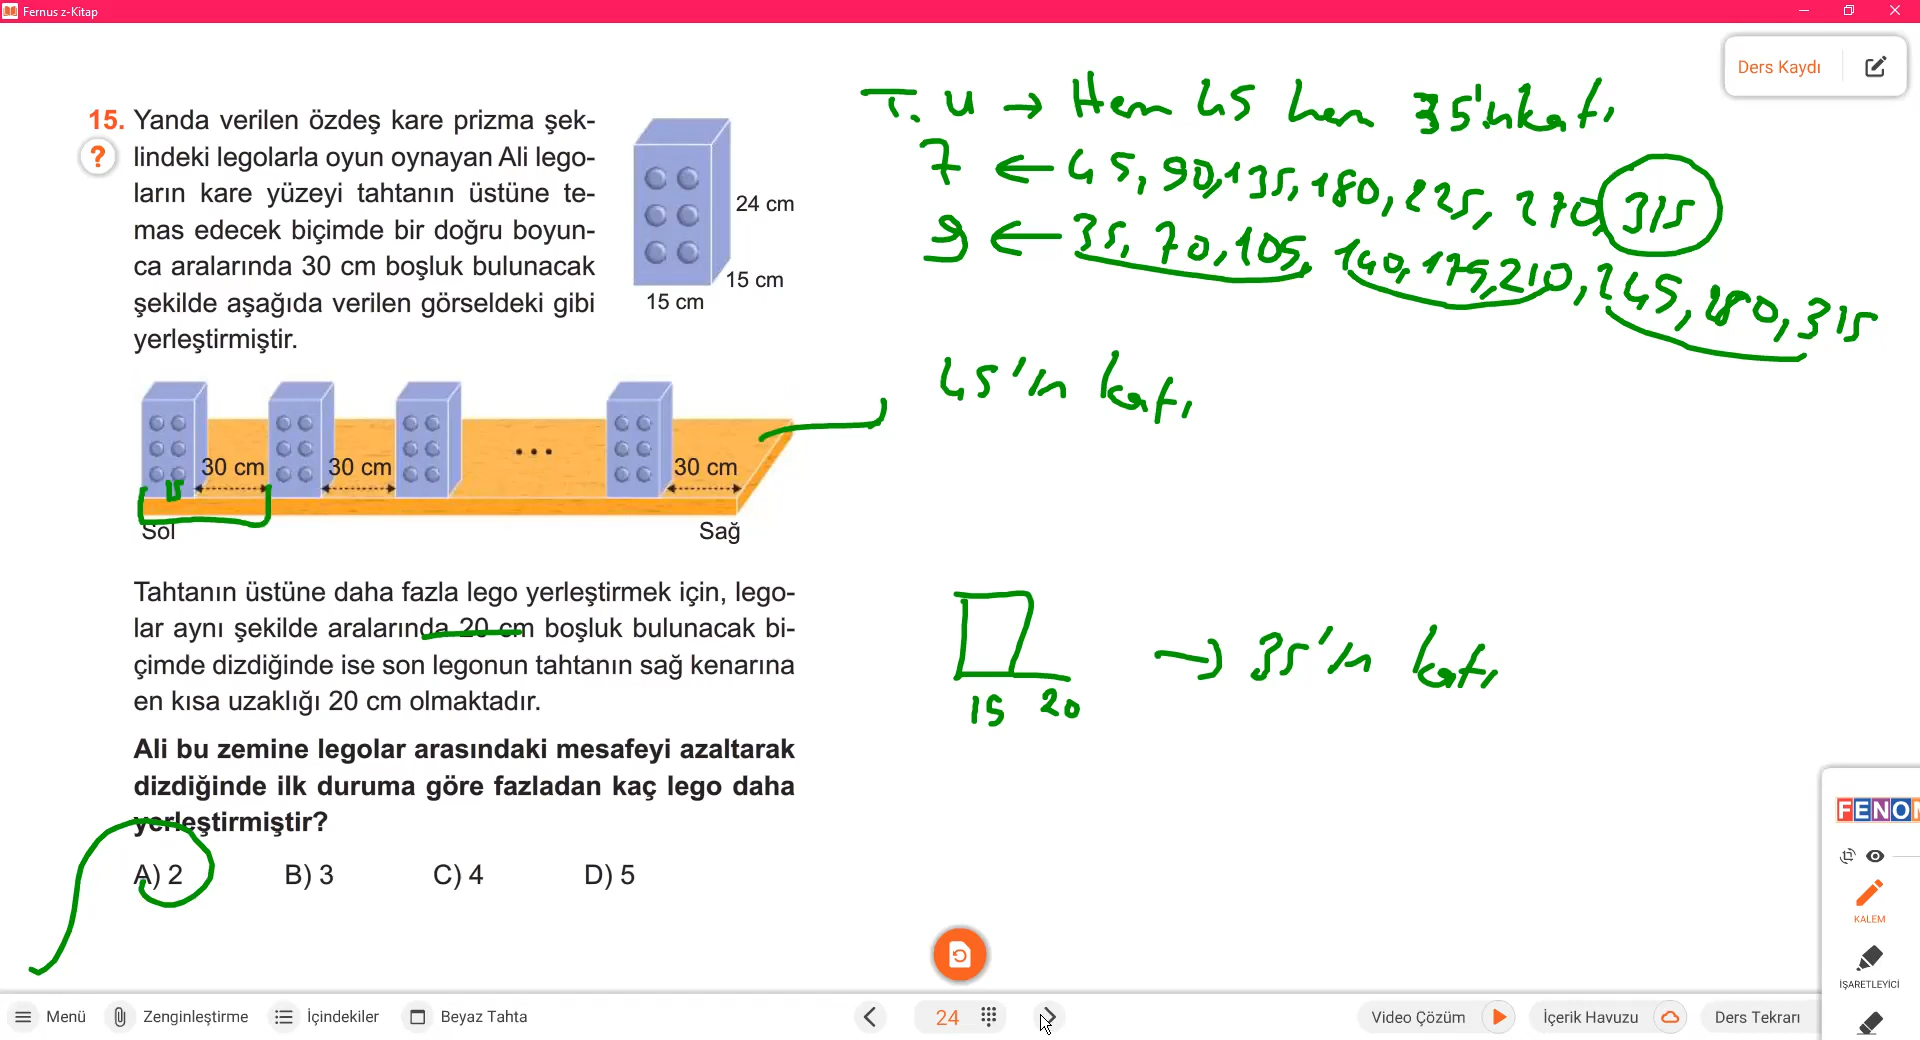 Fernus z-Kitap
Ders Kaydı
15. Yanda verilen özdeş kare prizma şek-
? lindeki legolarla oyun oynayan Ali lego-
ların kare yüzeyi tahtanın üstüne te-
mas edecek biçimde bir doğru boyun-
ca aralarında 30 cm boşluk bulunacak
şekilde aşağıda verilen görseldeki gibi
yerleştirmiştir.
24 cm
15 cm
15 cm
T. U → Hem 45 hem 35'in katı
7 ← 45, 90, 135, 180, 225, 270, 315
9 ← 35, 70, 105, 140, 175, 210, 245, 280, 315
45'in katı
30 cm
30 cm
...
30 cm
15
Sol
Sağ
Tahtanın üstüne daha fazla lego yerleştirmek için, lego-
lar aynı şekilde aralarında 20 cm boşluk bulunacak bi-
çimde dizdiğinde ise son legonun tahtanın sağ kenarına
en kısa uzaklığı 20 cm olmaktadır.
15 20
→ 35'in katı
Ali bu zemine legolar arasındaki mesafeyi azaltarak
dizdiğinde ilk duruma göre fazladan kaç lego daha
yerleştirmiştir?
A) 2 B) 3 C) 4 D) 5
FENOM
KALEM
İŞARETLEYİCİ
Menü Zenginleştirme İçindekiler Beyaz Tahta 24 Video Çözüm İçerik Havuzu Ders Tekrarı